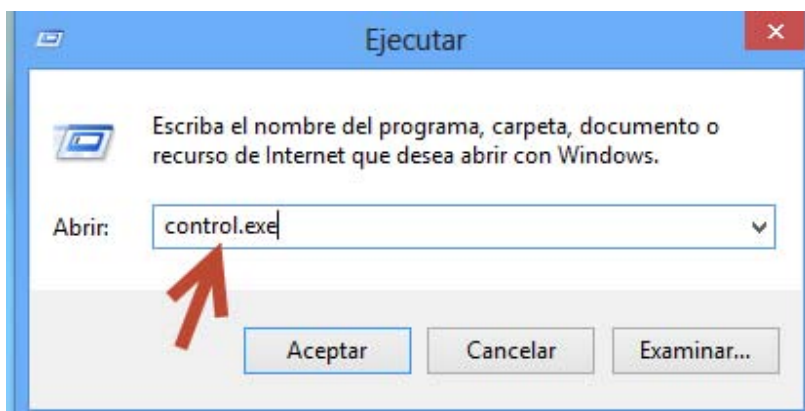 Ejecutar
Escriba el nombre del programa, carpeta, documento o
recurso de Internet que desea abrir con Windows.
Abrir: control.exe
Aceptar Cancelar Examinar...